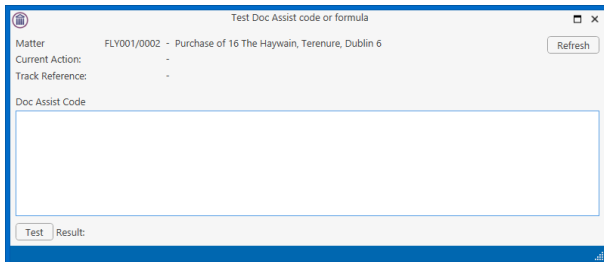 Test Doc Assist code or formula
Matter FLY001/0002 - Purchase of 16 The Haywain, Terenure, Dublin 6 Refresh
Current Action: -
Track Reference: -
Doc Assist Code
Test Result: